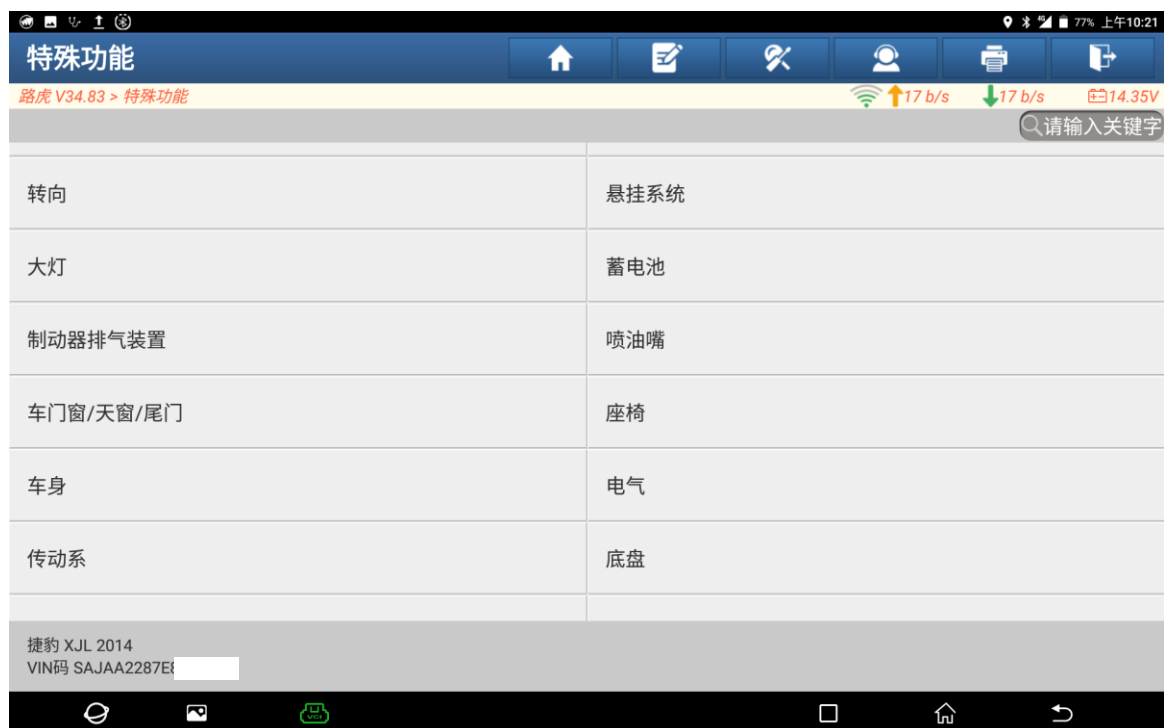 77% 上午10:21
特殊功能
路虎 V34.83 > 特殊功能 17 b/s 17 b/s 14.35V
请输入关键字
转向 悬挂系统
大灯 蓄电池
制动器排气装置 喷油嘴
车门窗/天窗/尾门 座椅
车身 电气
传动系 底盘
捷豹 XJL 2014
VIN码 SAJAA2287E8
VCI